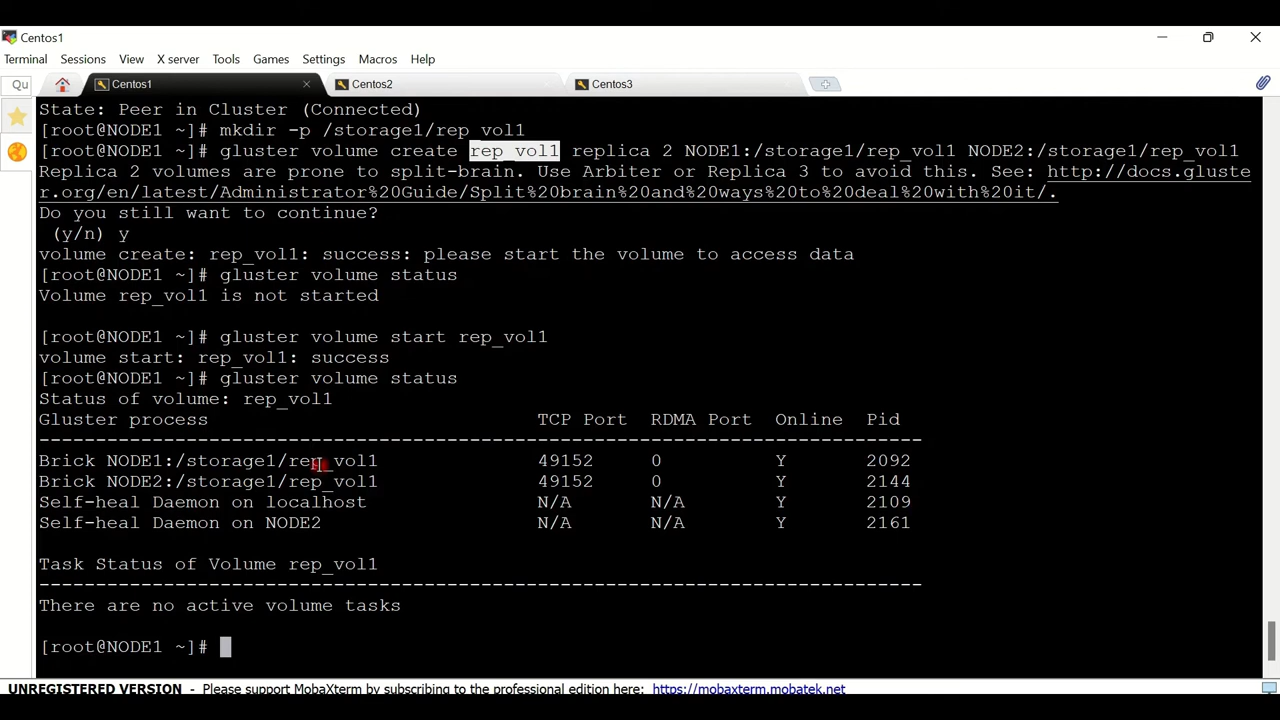 Centos1
Terminal Sessions View X server Tools Games Settings Macros Help
Qu Centos1 Centos2 Centos3
State: Peer in Cluster (Connected)
[root@NODE1 ~]# mkdir -p /storage1/rep_vol1
[root@NODE1 ~]# gluster volume create rep_vol1 replica 2 NODE1:/storage1/rep_vol1 NODE2:/storage1/rep_vol1
Replica 2 volumes are prone to split-brain. Use Arbiter or Replica 3 to avoid this. See: http://docs.gluste
r.org/en/latest/Administrator%20Guide/Split%20brain%20and%20ways%20to%20deal%20with%20it/.
Do you still want to continue?
(y/n) y
volume create: rep_vol1: success: please start the volume to access data
[root@NODE1 ~]# gluster volume status
Volume rep_vol1 is not started
[root@NODE1 ~]# gluster volume start rep_vol1
volume start: rep_vol1: success
[root@NODE1 ~]# gluster volume status
Status of volume: rep_vol1
Gluster process TCP Port RDMA Port Online Pid
------------------------------------------------------------------------------
Brick NODE1:/storage1/rep_vol1 49152 0 Y 2092
Brick NODE2:/storage1/rep_vol1 49152 0 Y 2144
Self-heal Daemon on localhost N/A N/A Y 2109
Self-heal Daemon on NODE2 N/A N/A Y 2161
Task Status of Volume rep_vol1
------------------------------------------------------------------------------
There are no active volume tasks
[root@NODE1 ~]#
UNREGISTERED VERSION - Please support MobaXterm by subscribing to the professional edition here: https://mobaxterm.mobatek.net